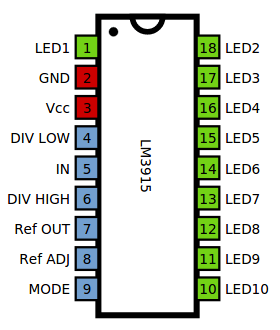 LED1 1 18 LED2
GND 2 17 LED3
Vcc 3 16 LED4
DIV LOW 4 15 LED5
IN 5 14 LED6
DIV HIGH 6 13 LED7
Ref OUT 7 12 LED8
Ref ADJ 8 11 LED9
MODE 9 10 LED10
LM3915